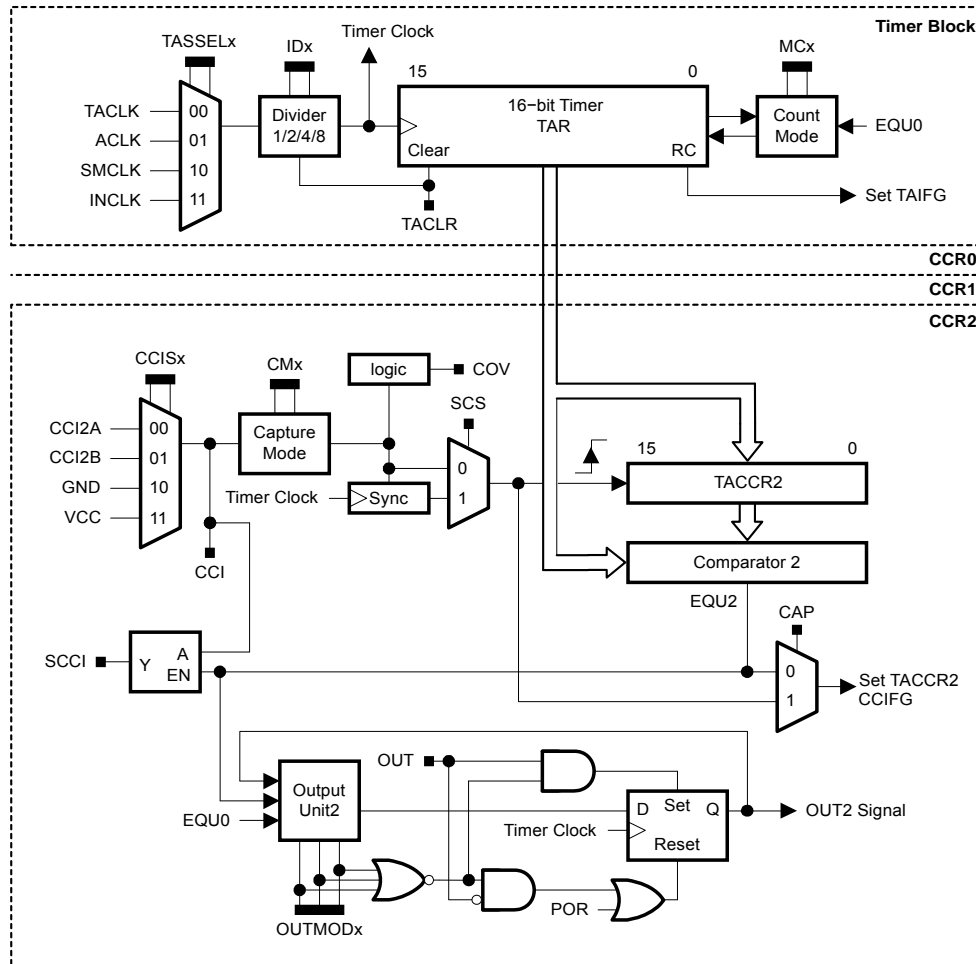 Timer Block
TASSELx
IDx
Timer Clock
MCx
15
0
TACLK
ACLK
SMCLK
INCLK
00
01
10
11
Divider
1/2/4/8
16-bit Timer
TAR
Clear
RC
Count
Mode
EQU0
Set TAIFG
TACLR
CCR0
CCR1
CCR2
CCISx
CMx
logic
COV
SCS
CCI2A
CCI2B
GND
VCC
00
01
10
11
Capture
Mode
0
1
Timer Clock
Sync
15
0
TACCR2
CCI
Comparator 2
EQU2
CAP
SCCI
Y
A
EN
0
1
Set TACCR2
CCIFG
OUT
Output
Unit2
EQU0
Timer Clock
D
Set
Q
Reset
OUT2 Signal
POR
OUTMODx